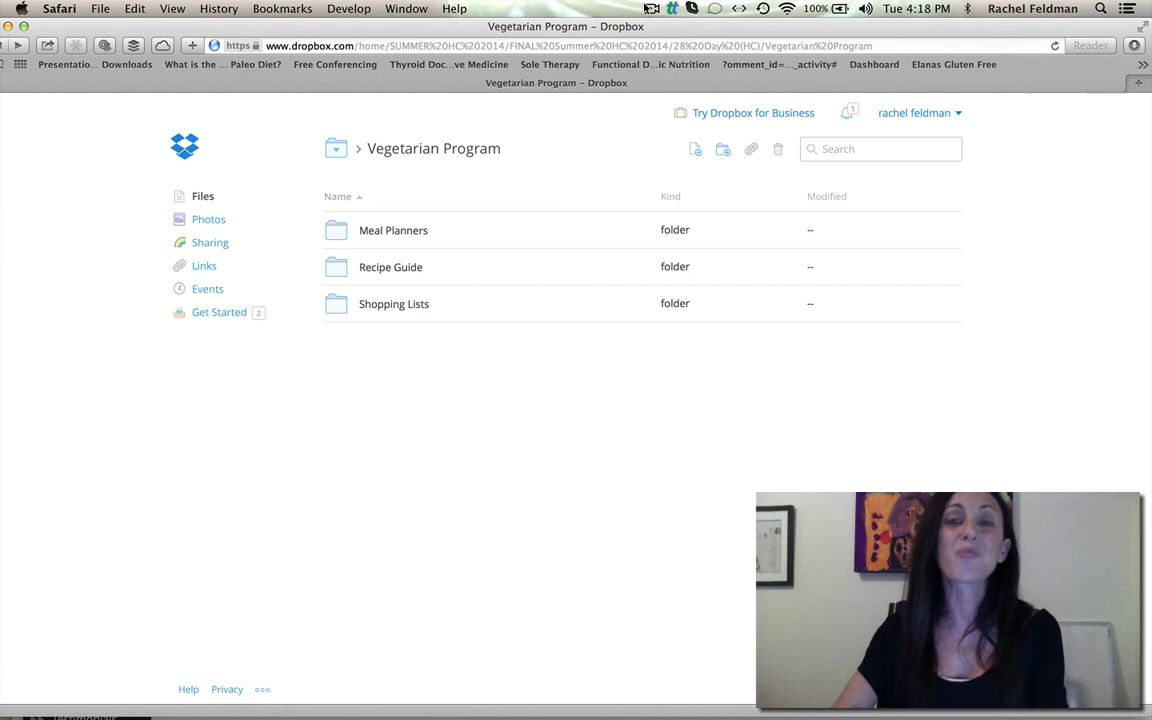 Safari File Edit View History Bookmarks Develop Window Help tt 100% Tue 4:18 PM Rachel Feldman
Vegetarian Program – Dropbox
https www.dropbox.com/home/SUMMER%20HC%202014/FINAL%20Summer%20HC%202014/28%20Day%20(HC)/Vegetarian%20Program Reader
Presentatio... Downloads What is the ... Paleo Diet? Free Conferencing Thyroid Doc...ve Medicine Sole Therapy Functional D...ic Nutrition ?omment_id=..._activity# Dashboard Elanas Gluten Free
Vegetarian Program – Dropbox
Try Dropbox for Business 1 rachel feldman
Vegetarian Program Search
Files
Photos
Sharing
Links
Events
Get Started 2
Name Kind Modified
Meal Planners folder --
Recipe Guide folder --
Shopping Lists folder --
Help Privacy